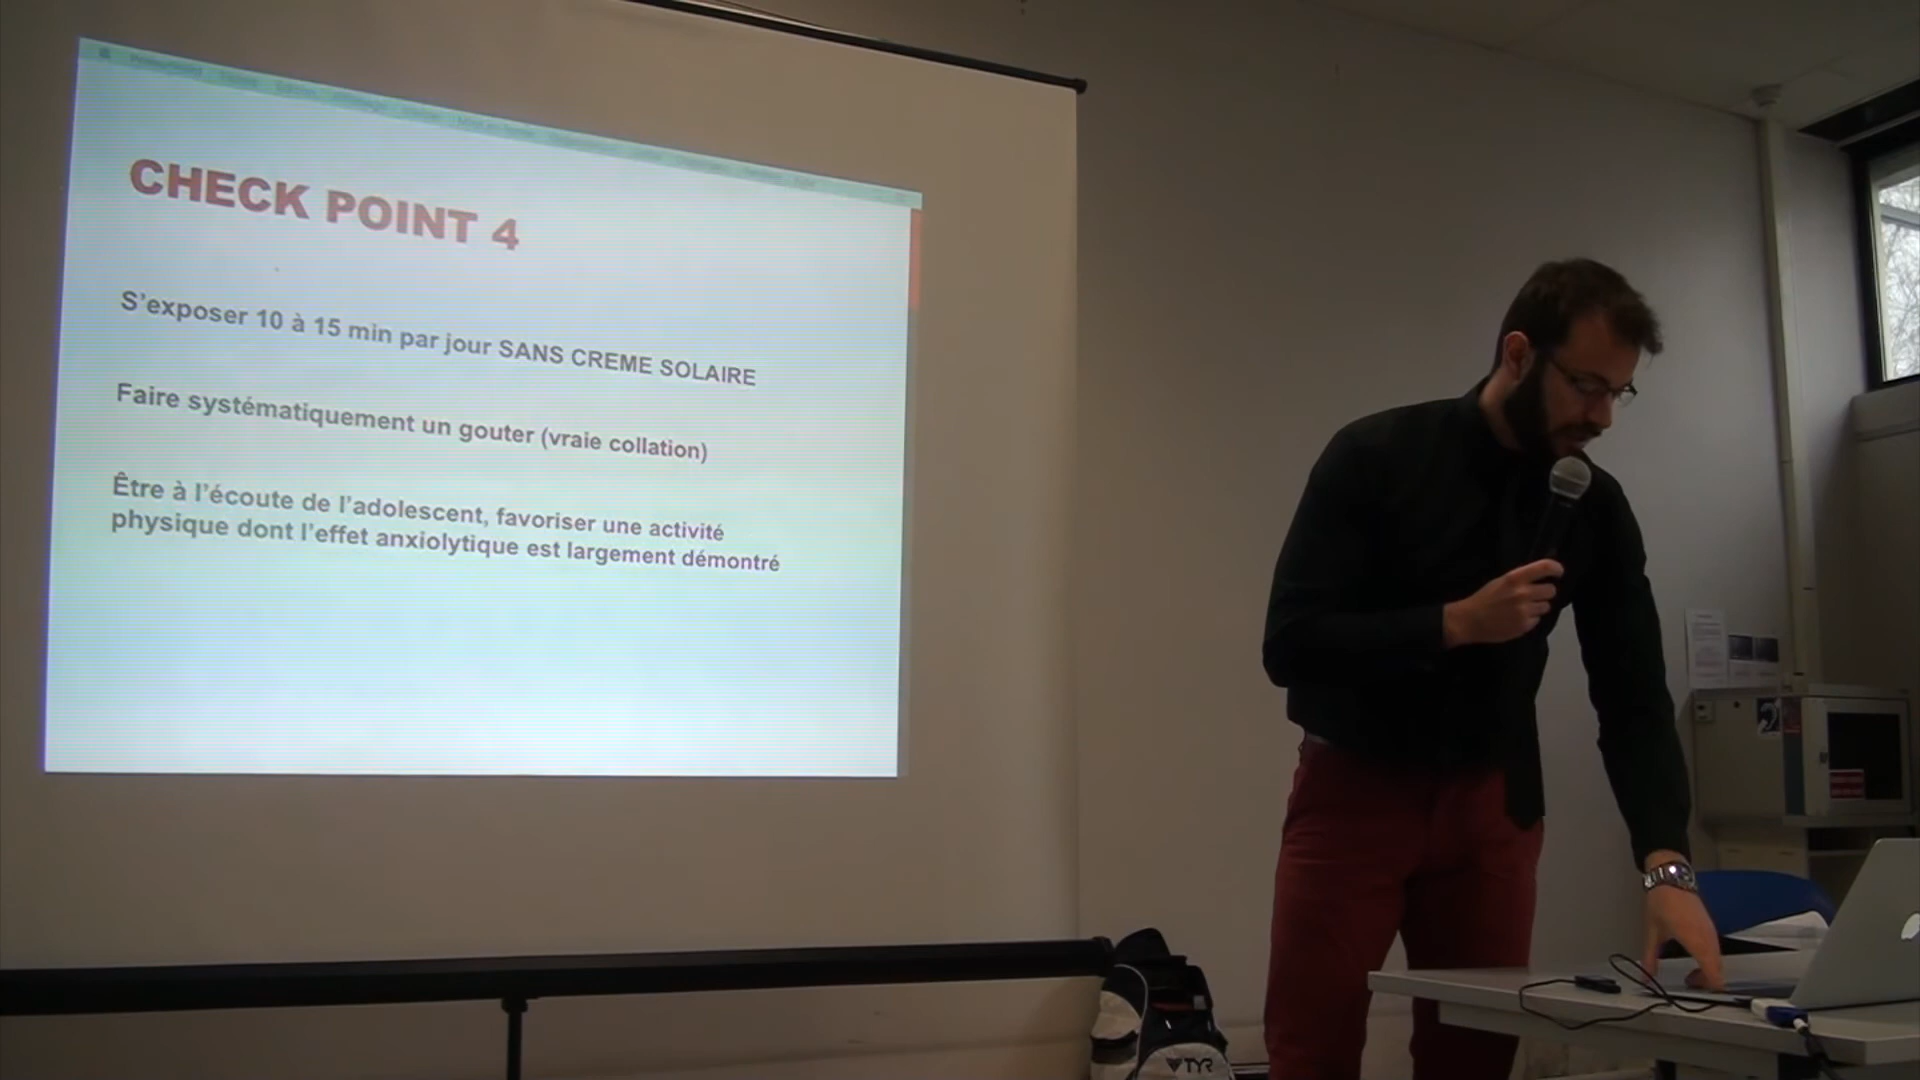 CHECK POINT 4
S'exposer 10 à 15 min par jour SANS CREME SOLAIRE
Faire systématiquement un gouter (vraie collation)
Être à l'écoute de l'adolescent, favoriser une activité
physique dont l'effet anxiolytique est largement démontré
TYR